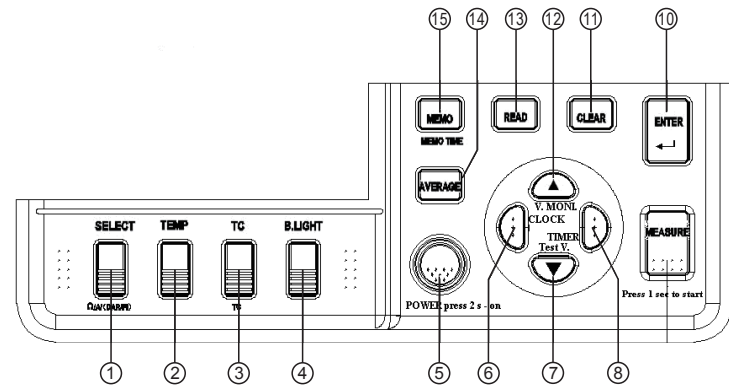 15 14 13 12 11 10
MEMO READ CLEAR ENTER
MEMO TIME
AVERAGE
V. MONI.
CLOCK
TIMER
Test V.
SELECT TEMP TC B.LIGHT
MEASURE
TC
POWER press 2 s - on
Press 1 sec to start
1 2 3 4 5 6 7 8